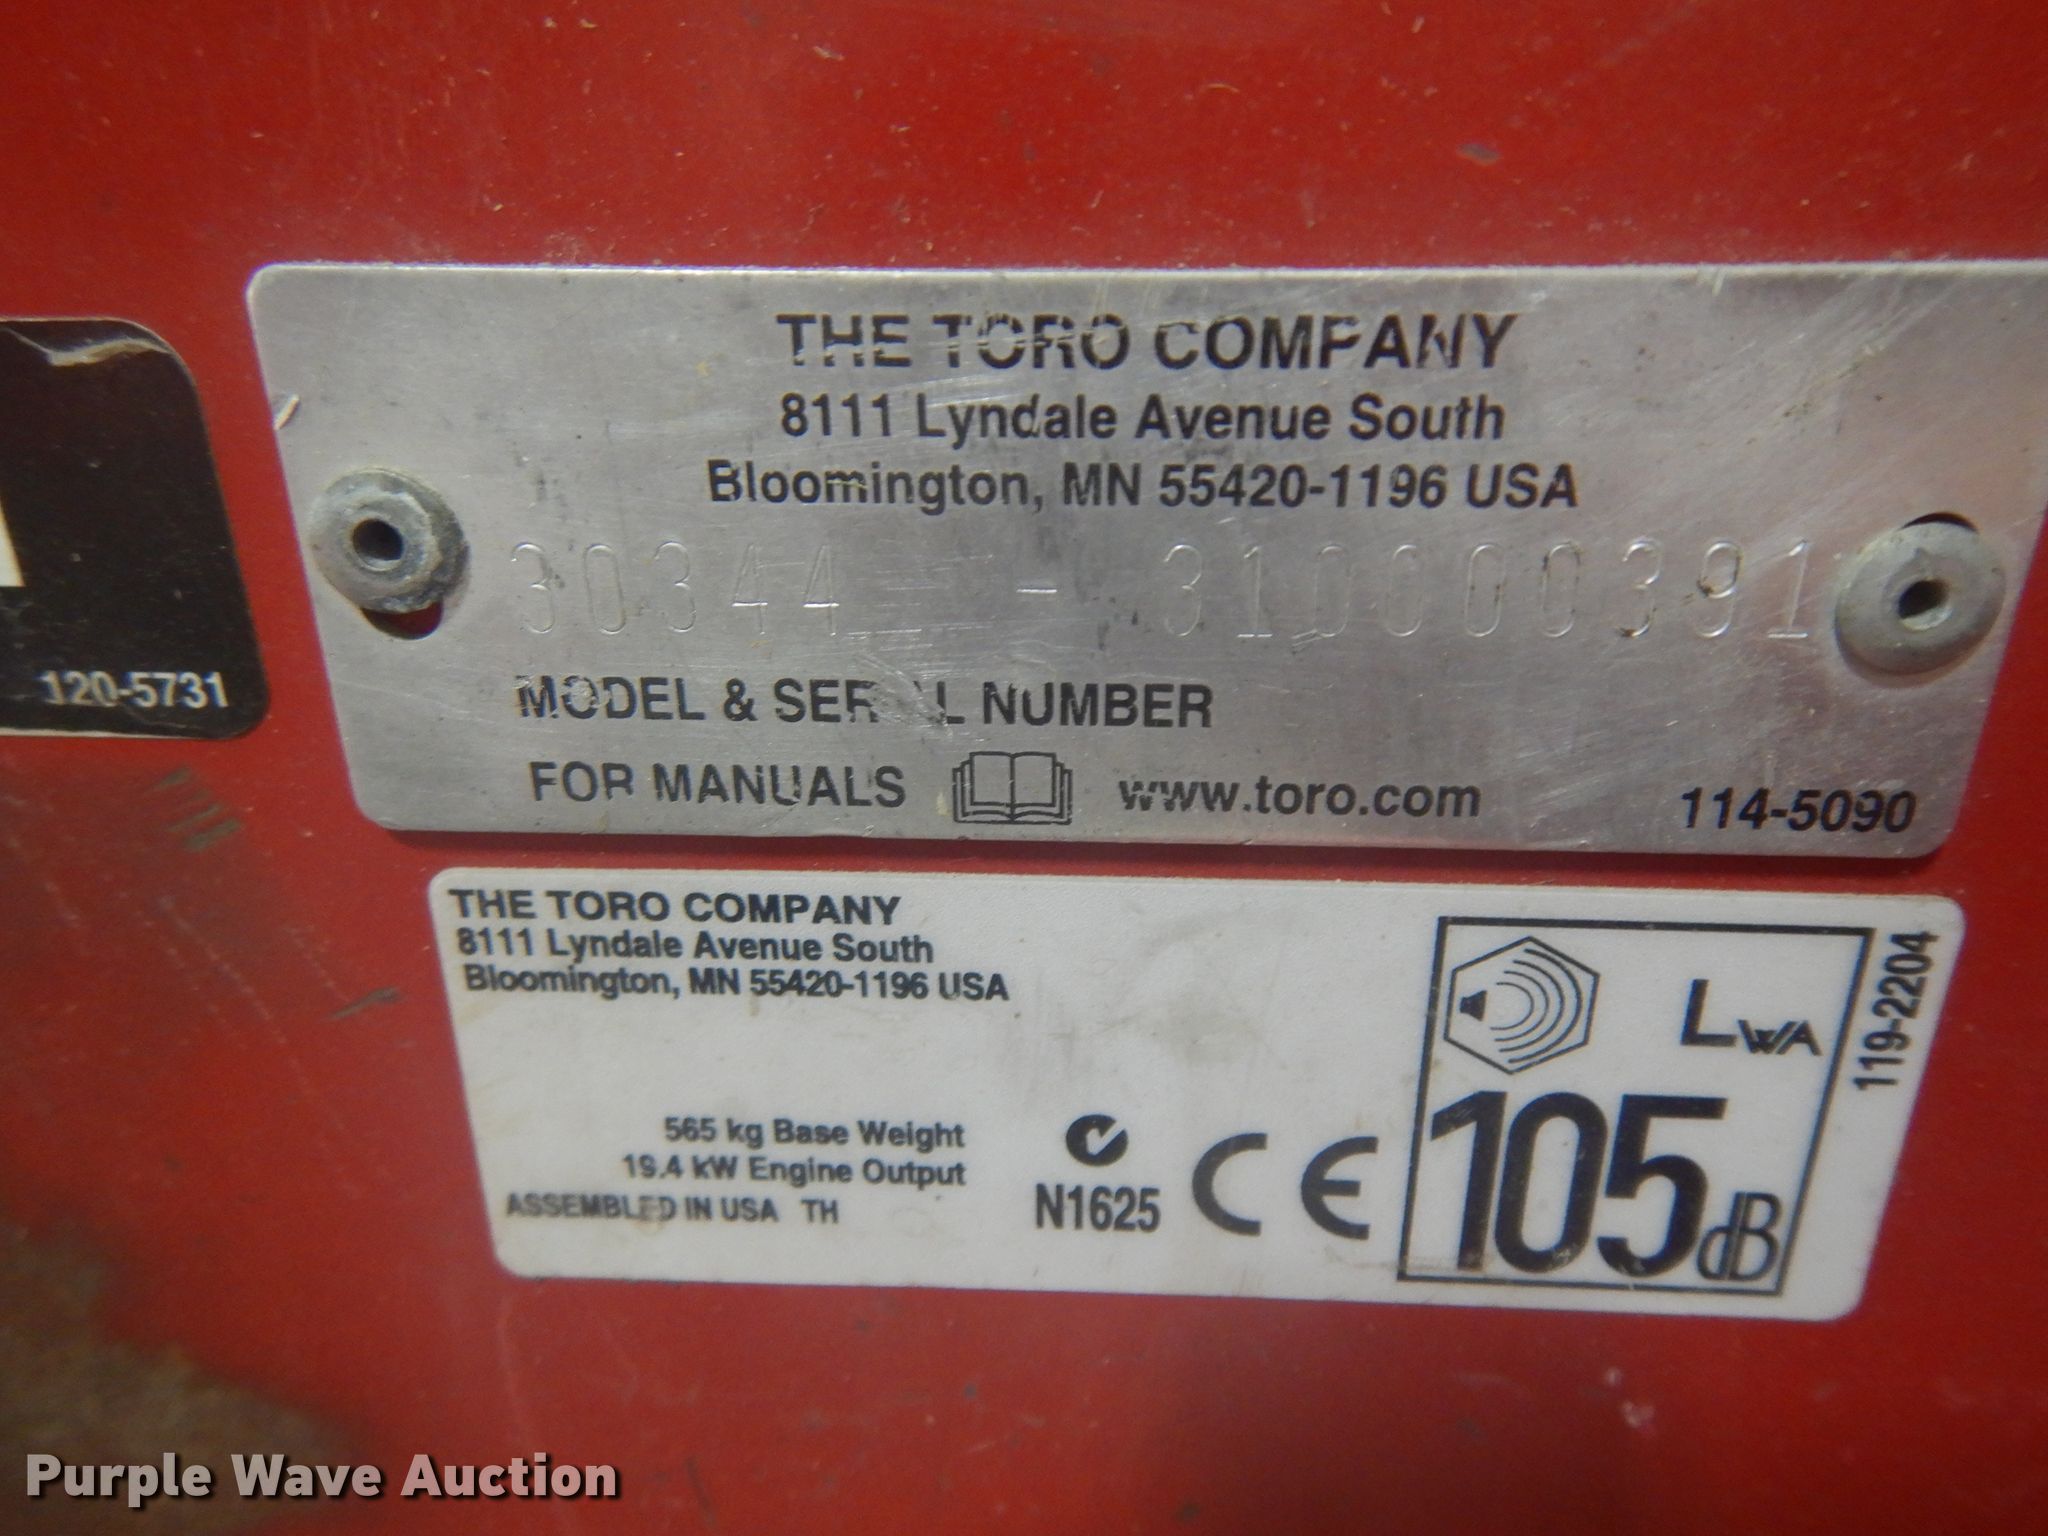 THE TORO COMPANY
8111 Lyndale Avenue South
Bloomington, MN 55420-1196 USA
30344 - 310000391
MODEL & SERIAL NUMBER
FOR MANUALS www.toro.com
114-5090
120-5731
THE TORO COMPANY
8111 Lyndale Avenue South
Bloomington, MN 55420-1196 USA
565 kg Base Weight
19.4 kW Engine Output
ASSEMBLED IN USA TH
N1625
CE
LWA
105 dB
119-2204
Purple Wave Auction